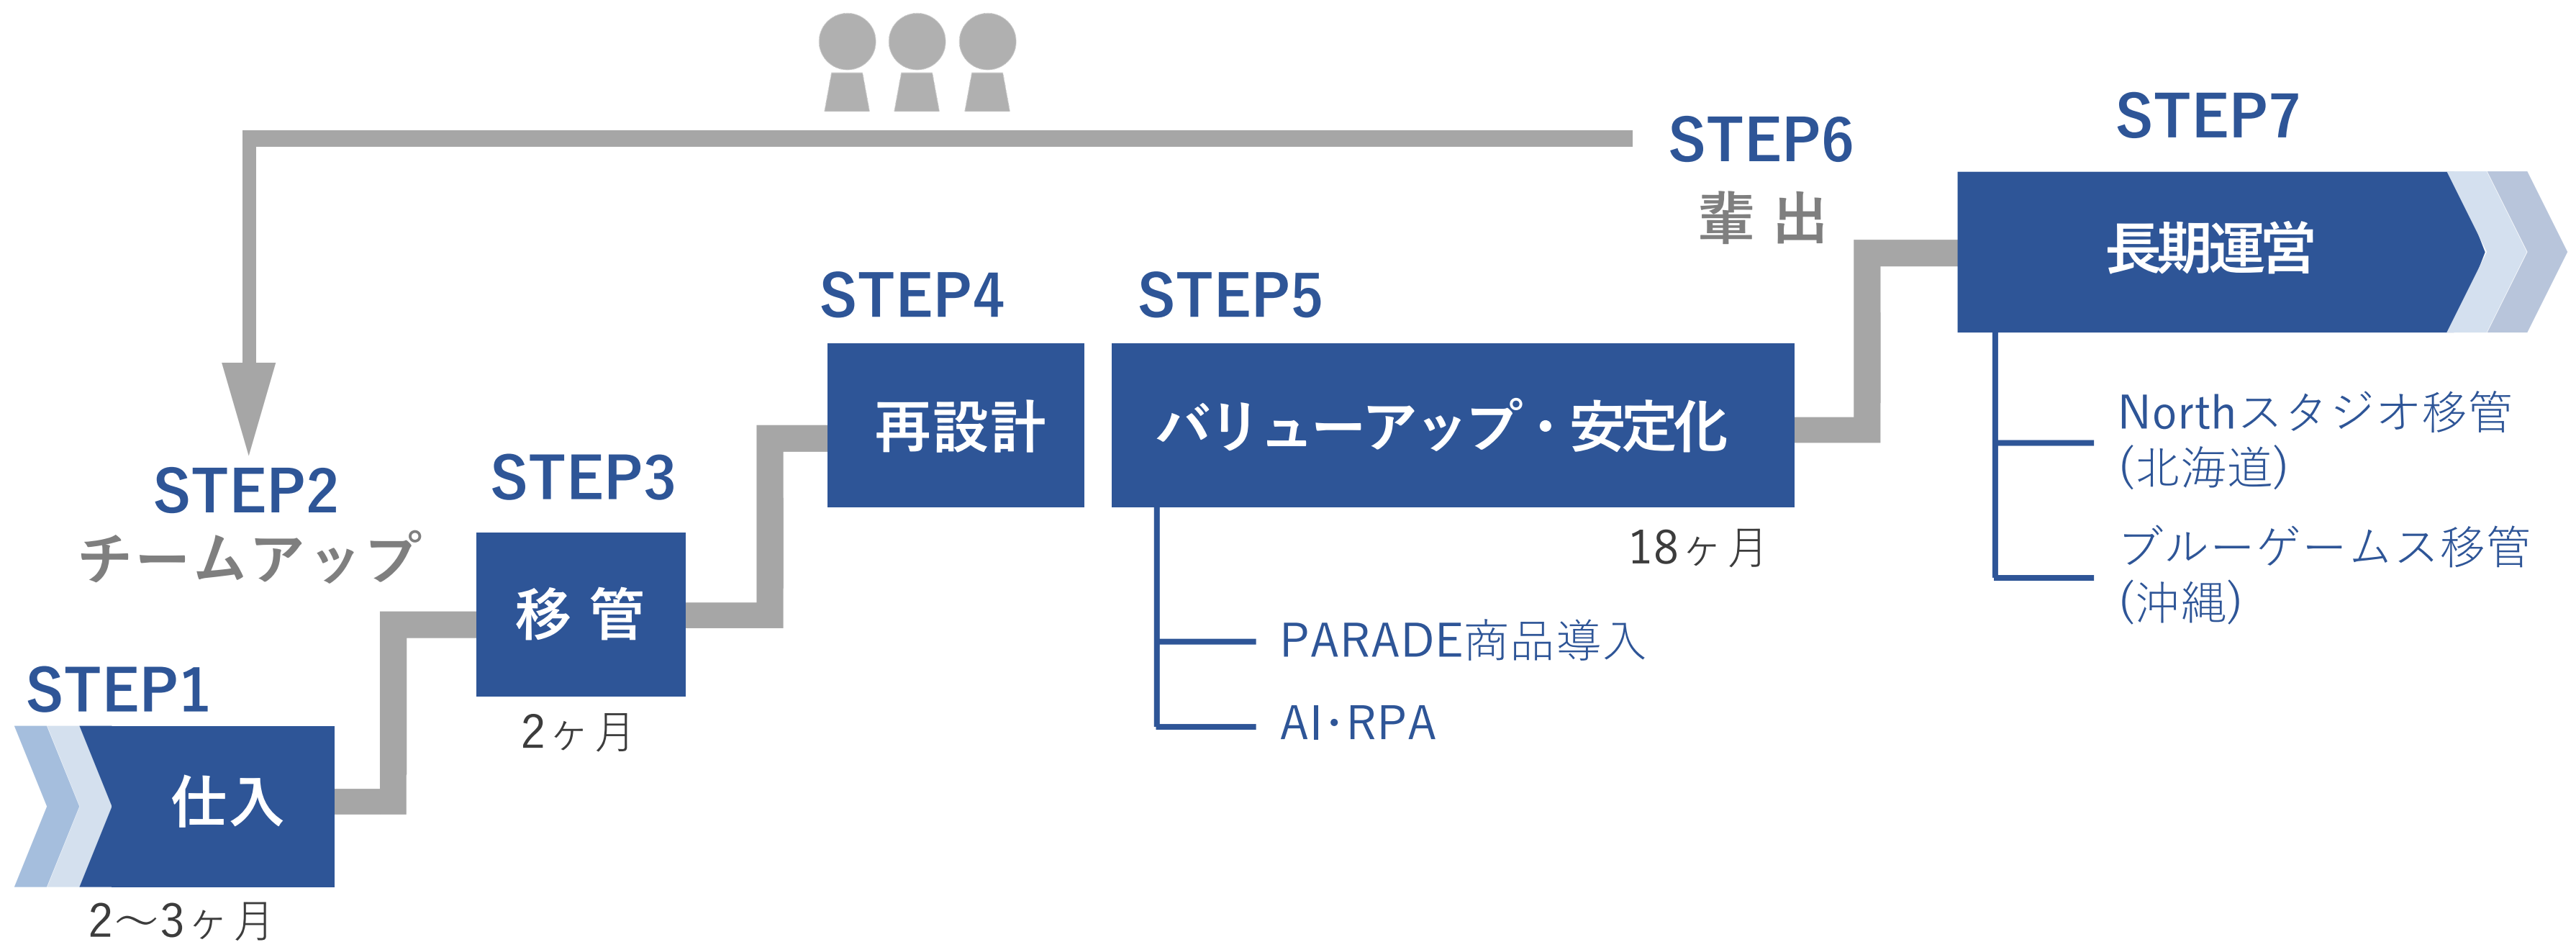 STEP1
仕入
2〜3ヶ月
STEP2
チームアップ
STEP3
移 管
2ヶ月
STEP4
再設計
STEP5
バリューアップ・安定化
18ヶ月
PARADE商品導入
AI・RPA
STEP6
輩 出
STEP7
長期運営
Northスタジオ移管
(北海道)
ブルーゲームス移管
(沖縄)